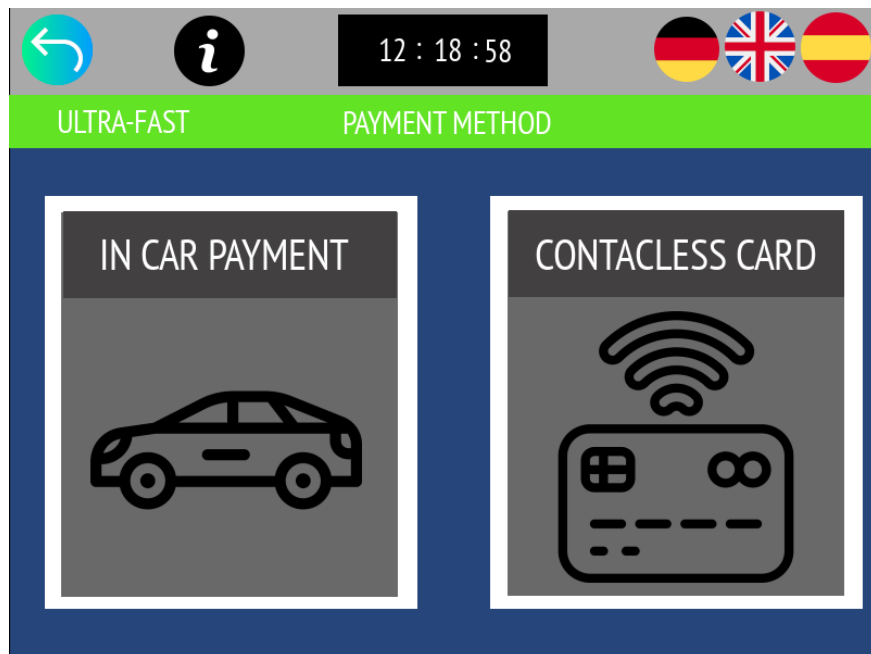 i
12 : 18 : 58
ULTRA-FAST PAYMENT METHOD
IN CAR PAYMENT
CONTACLESS CARD